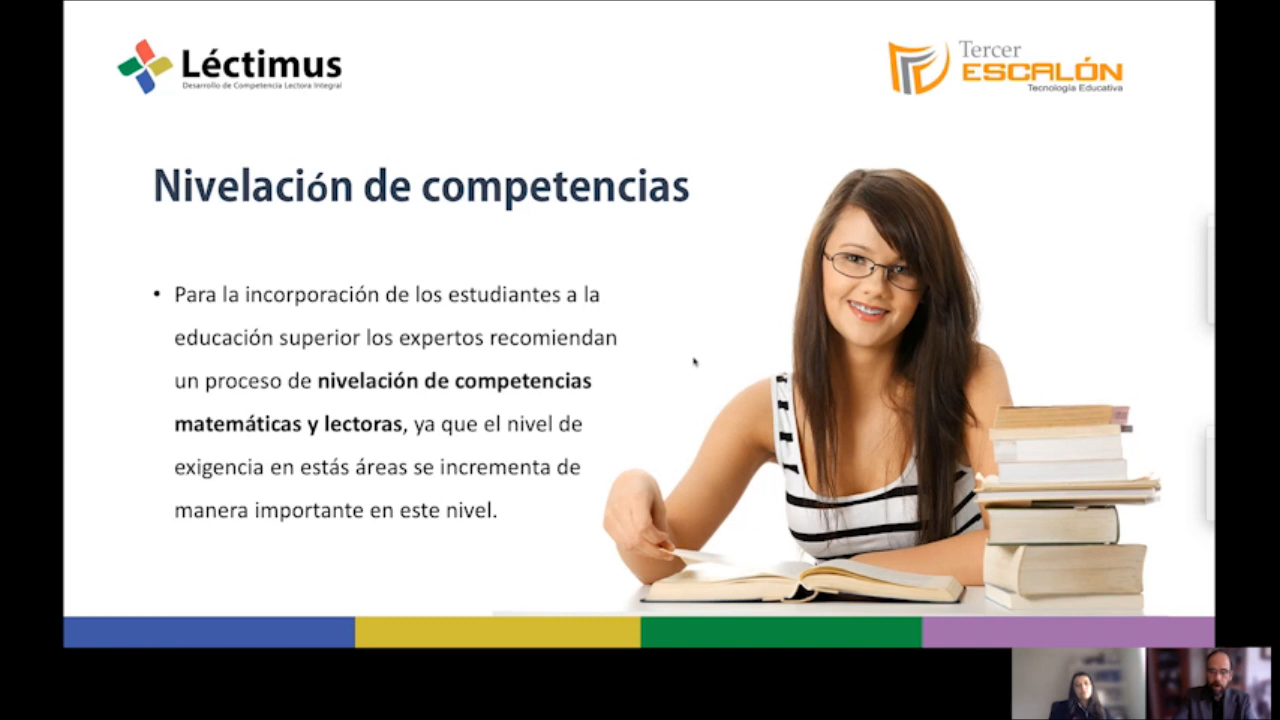 Léctimus
Desarrollo de Competencia Lectora Integral
Tercer
ESCALÓN
Tecnología Educativa
Nivelación de competencias
• Para la incorporación de los estudiantes a la
educación superior los expertos recomiendan
un proceso de nivelación de competencias
matemáticas y lectoras, ya que el nivel de
exigencia en estás áreas se incrementa de
manera importante en este nivel.